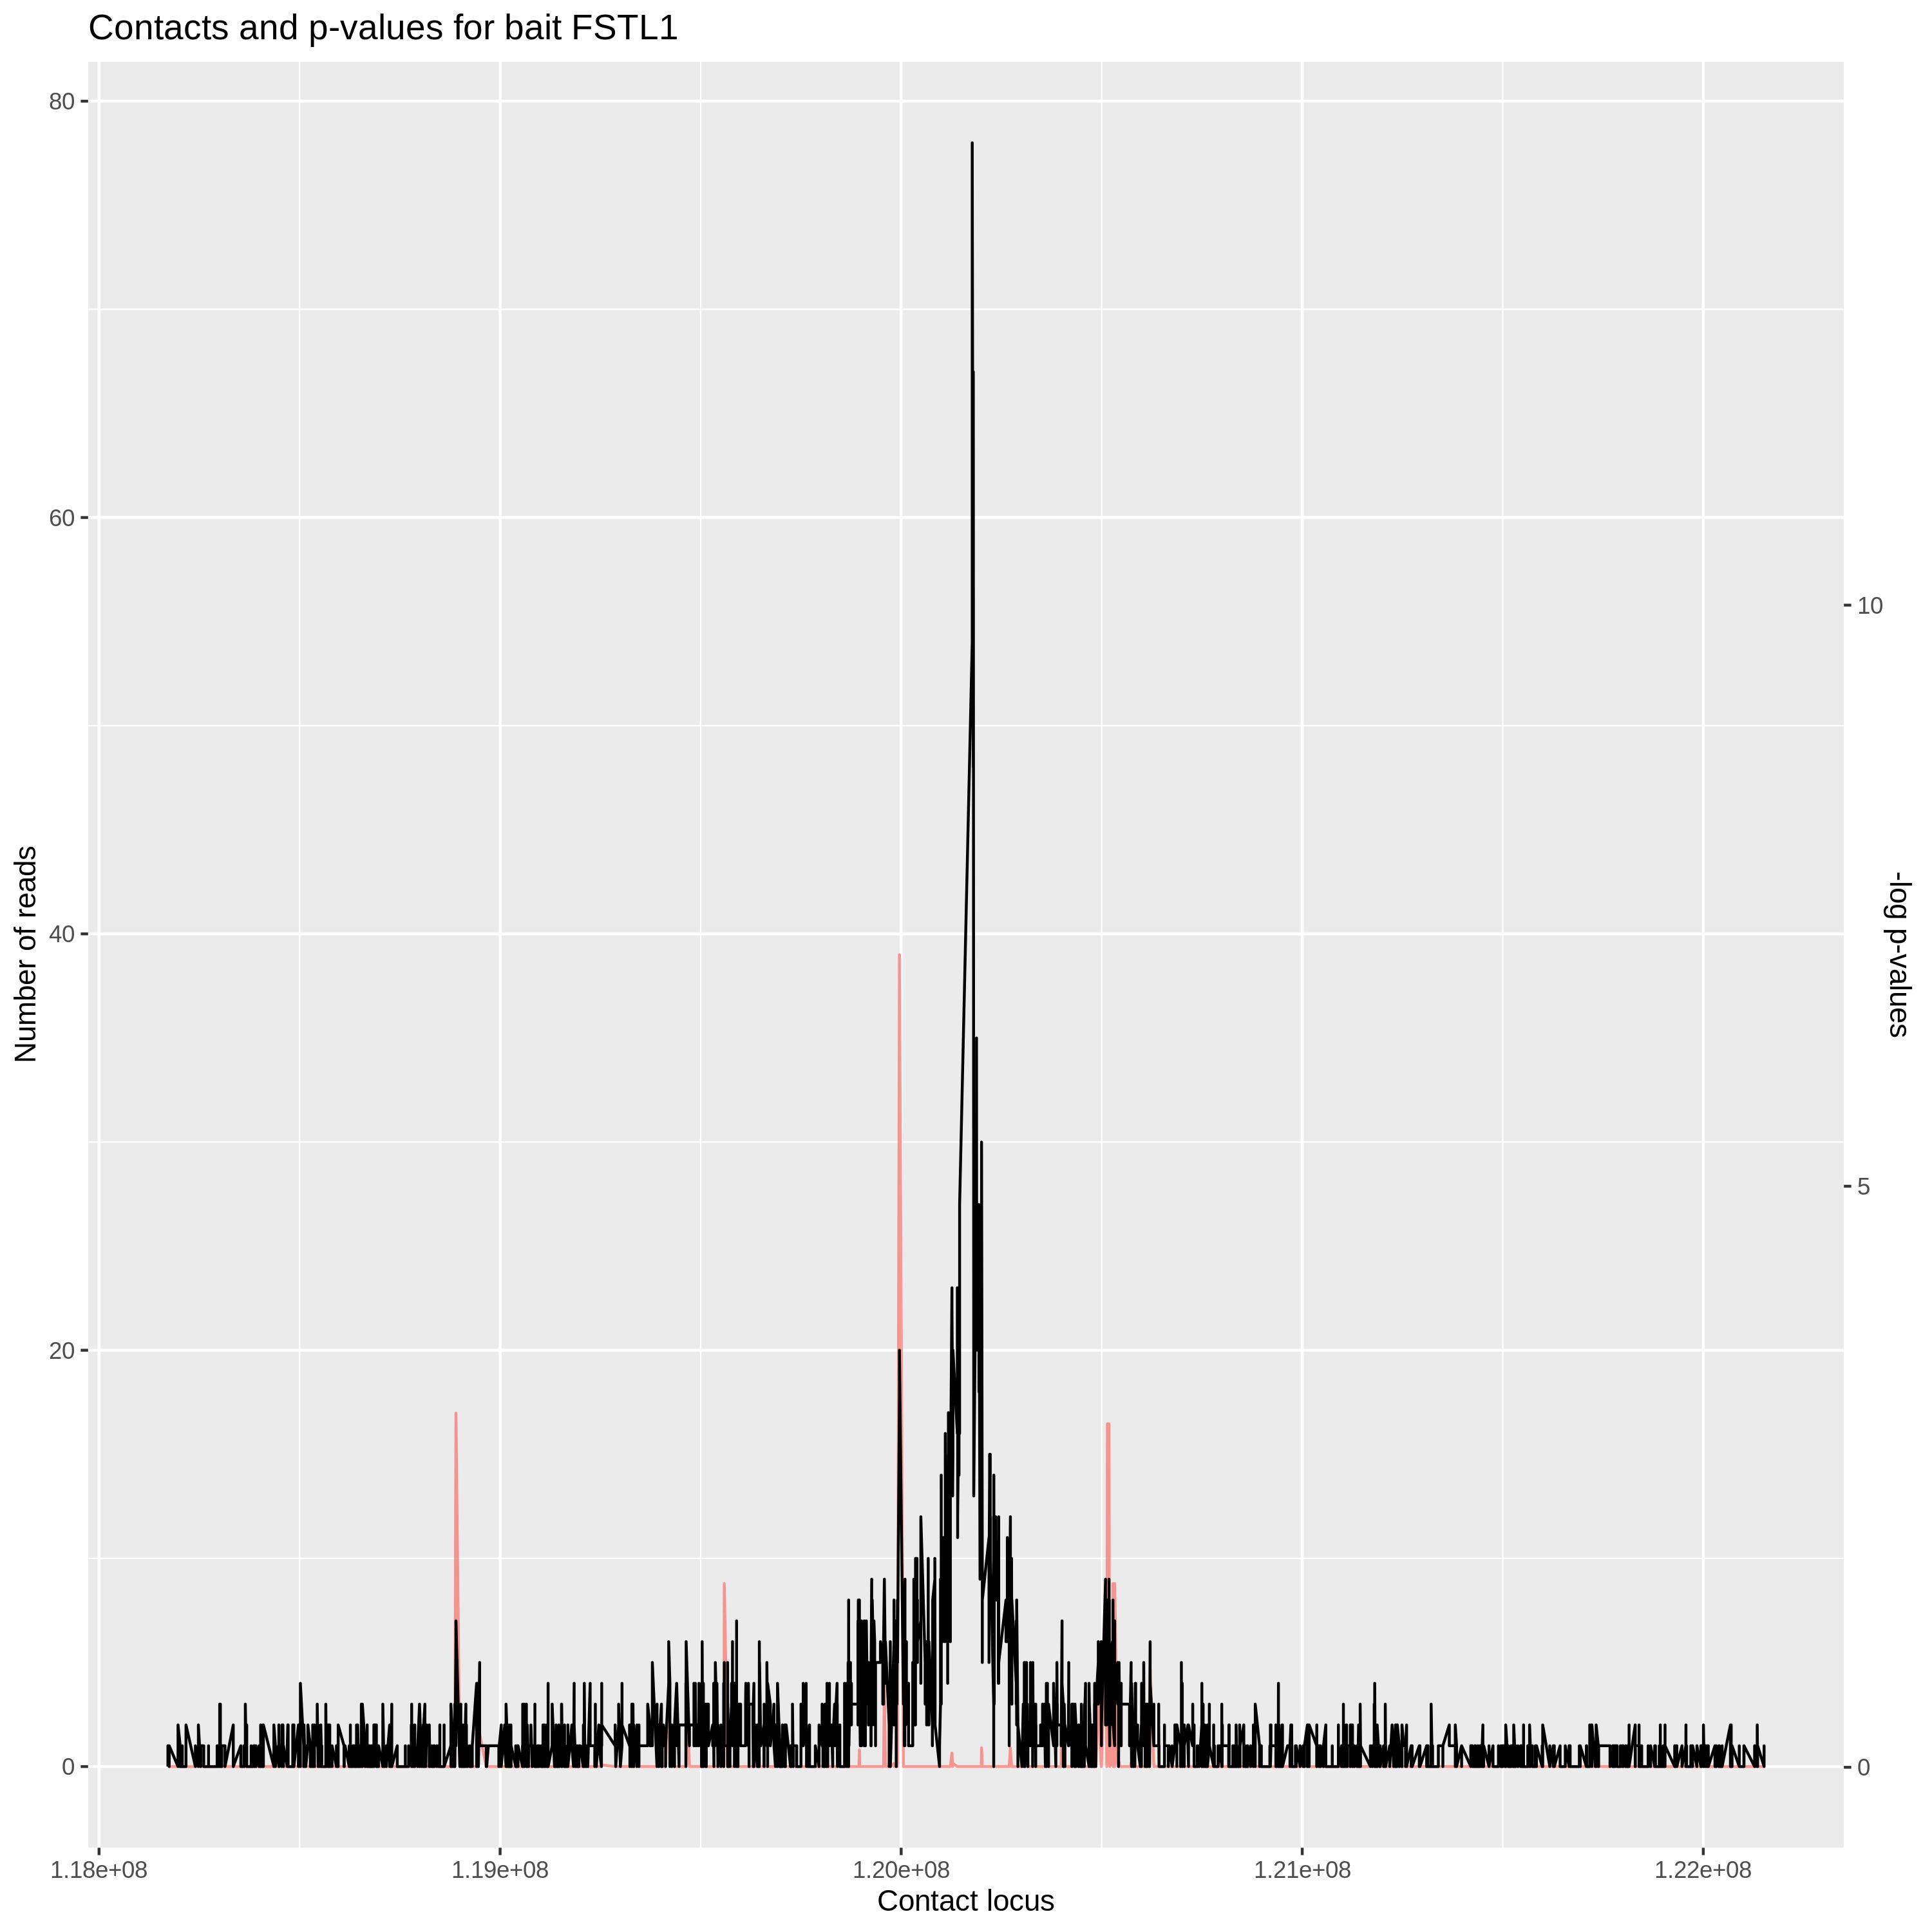 Contacts and p-values for bait FSTL1
80
60
40
20
0
Number of reads
10
5
0
-log p-values
1.18e+08
1.19e+08
1.20e+08
1.21e+08
1.22e+08
Contact locus